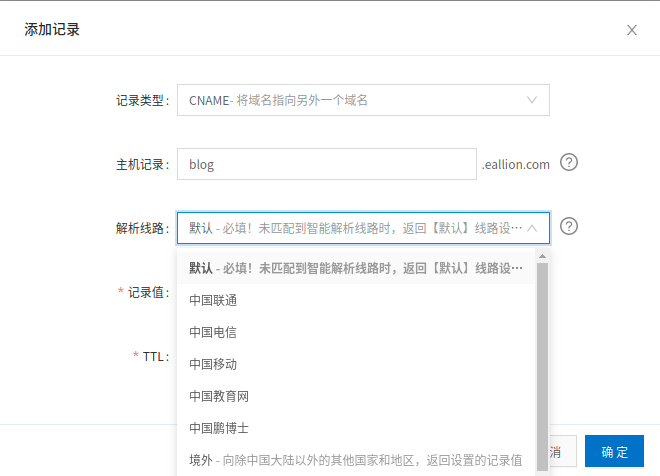 添加记录
记录类型： CNAME- 将域名指向另外一个域名
主机记录： blog .eallion.com ?
解析线路： 默认 - 必填！未匹配到智能解析线路时，返回【默认】线路设… ?
默认 - 必填！未匹配到智能解析线路时，返回【默认】线路设…
* 记录值：
中国联通
中国电信
* TTL：
中国移动
中国教育网
中国鹏博士
境外 - 向除中国大陆以外的其他国家和地区，返回设置的记录值
消 确 定